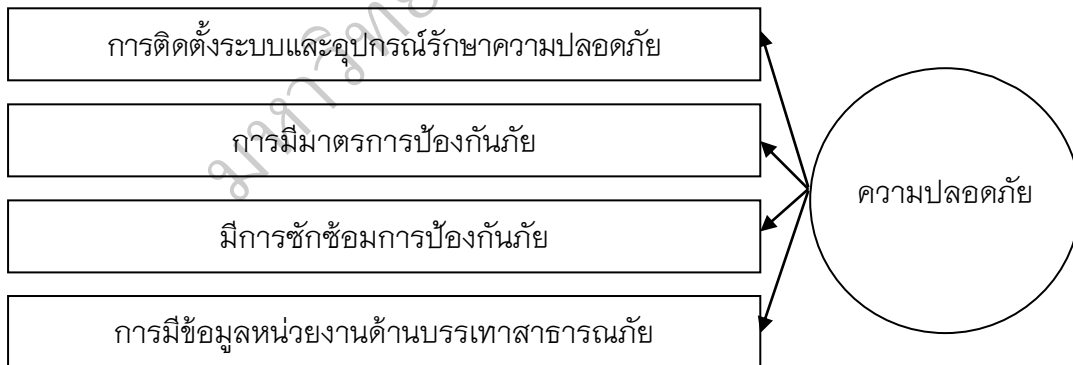 การติดตั้งระบบและอุปกรณ์รักษาความปลอดภัย
การมีมาตรการป้องกันภัย
ความปลอดภัย
มีการซักซ้อมการป้องกันภัย
การมีข้อมูลหน่วยงานด้านบรรเทาสาธารณภัย